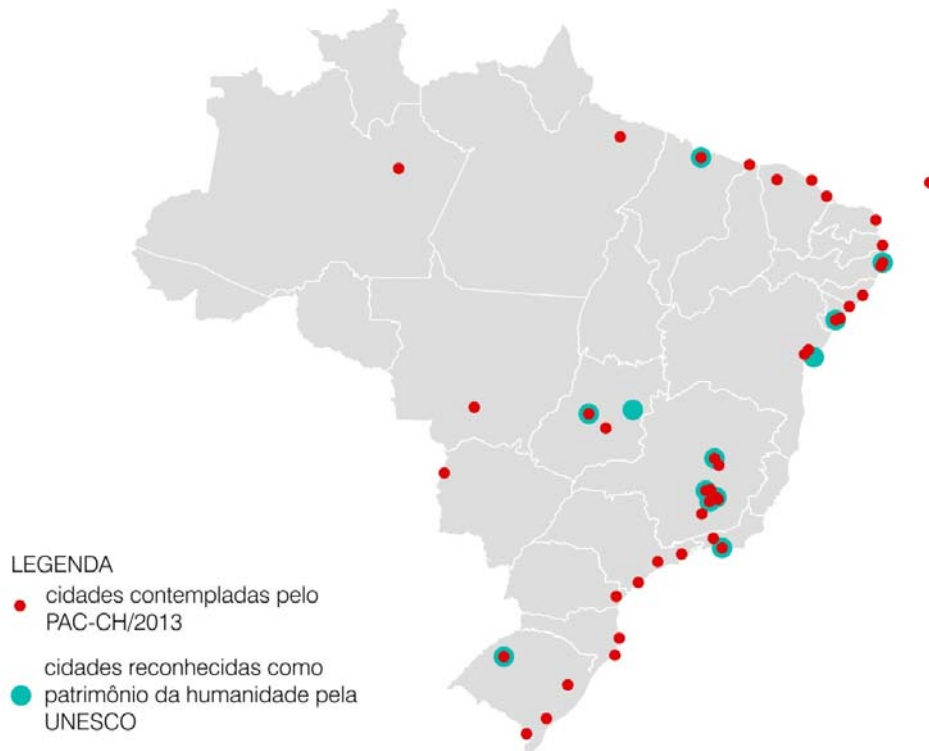 LEGENDA
cidades contempladas pelo
PAC-CH/2013
cidades reconhecidas como
patrimônio da humanidade pela
UNESCO